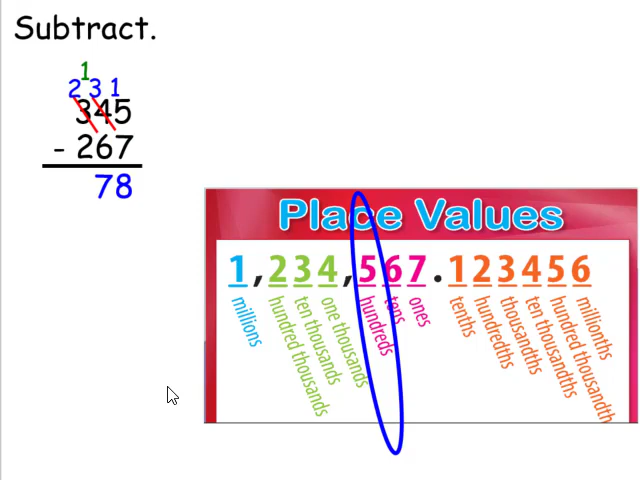 Subtract.
1
2 3 1
345
- 267
78
Place Values
1,234,567.123456
millions
hundred thousands
ten thousands
one thousands
hundreds
tens
ones
tenths
hundredths
thousandths
ten thousandths
hundred thousandth
millionths